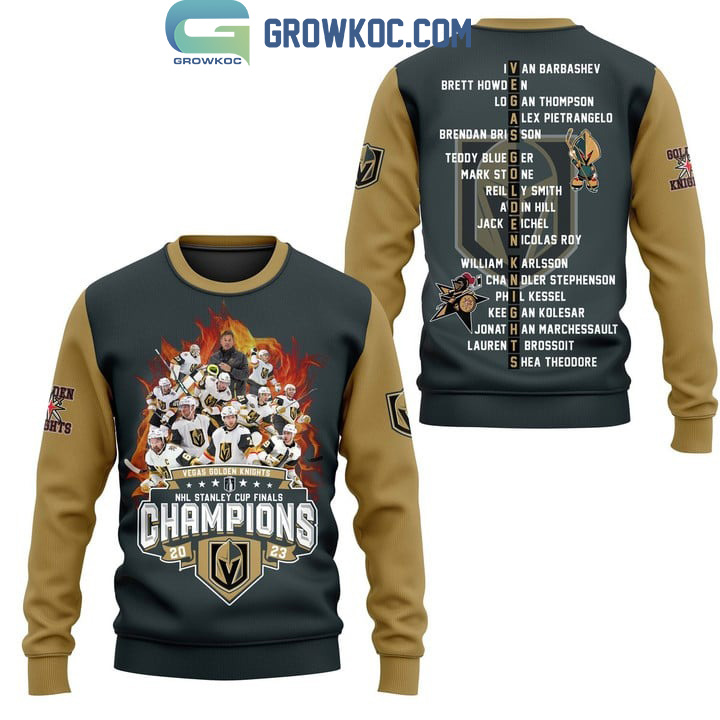 GROWKOC
GROWKOC.COM
IVAN BARBASHEV
BRETT HOWDEN
LOGAN THOMPSON
ALEX PIETRANGELO
BRENDAN BRISSON
TEDDY BLUEGER
MARK STONE
REILLY SMITH
ADIN HILL
JACK EICHEL
NICOLAS ROY
WILLIAM KARLSSON
CHANDLER STEPHENSON
PHIL KESSEL
KEEGAN KOLESAR
JONATHAN MARCHESSAULT
LAURENT BROSSOIT
SHEA THEODORE
VEGAS GOLDEN KNIGHTS
NHL STANLEY CUP FINALS
CHAMPIONS
20 23